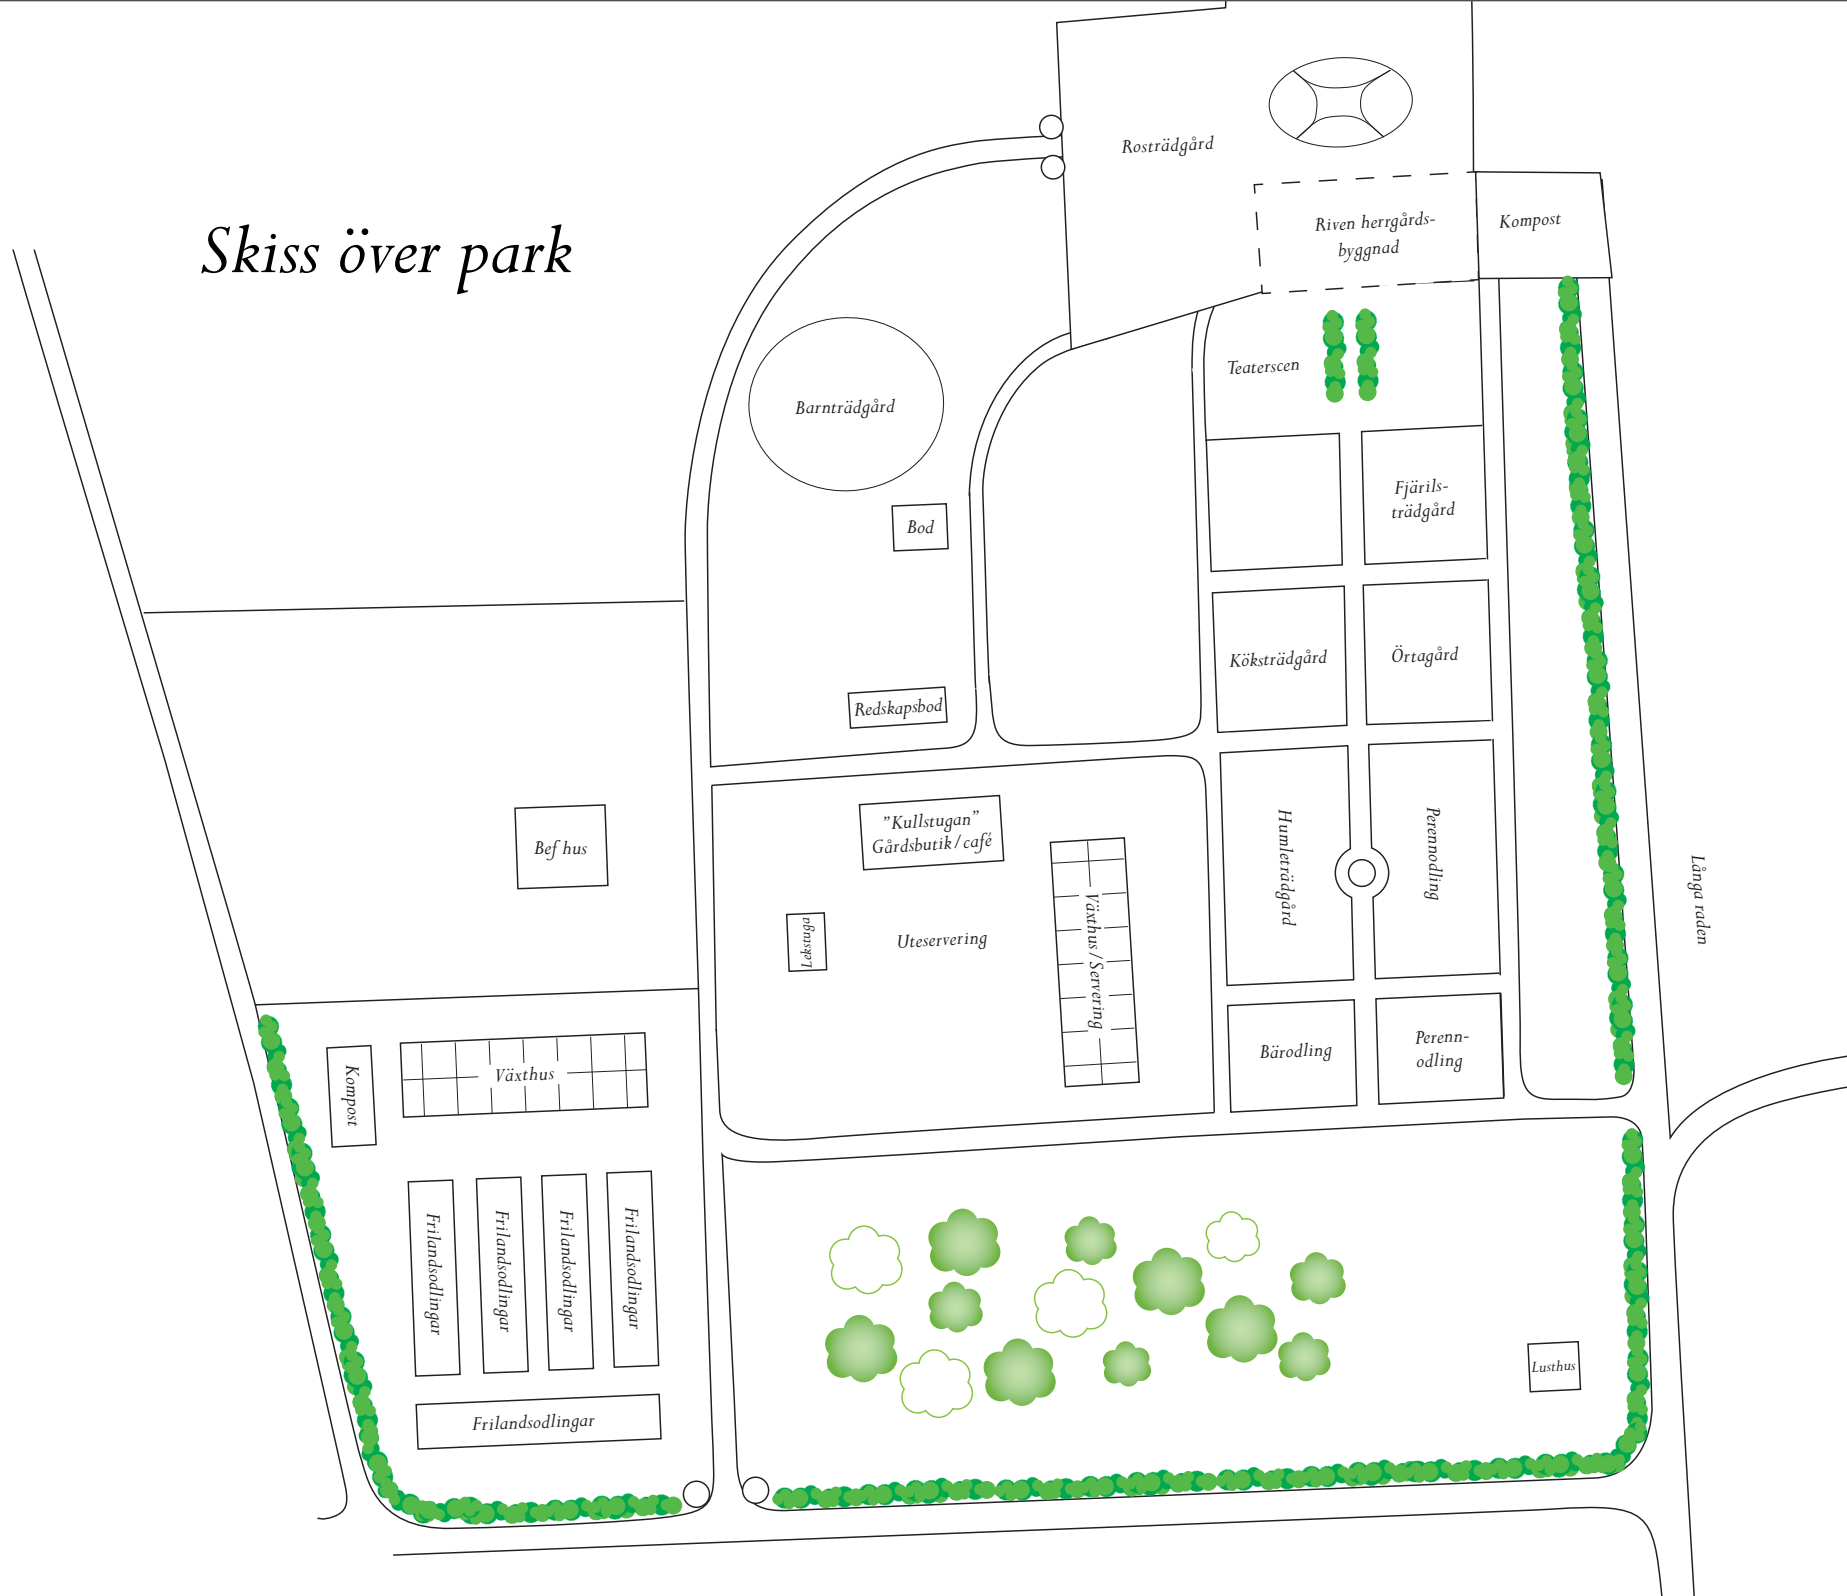 Skiss över park
Rosträdgård
Riven herrgårds-
byggnad
Kompost
Teaterscen
Barnträdgård
Bod
Fjärils-
trädgård
Köksträdgård
Örtagård
Redskapsbod
Bef hus
”Kullstugan”
Gårdsbutik/café
Lekstuga
Uteservering
Växthus/Servering
Humleträdgård
Perennodling
Långa raden
Bärodling
Perenn-
odling
Kompost
Växthus
Frilandsodlingar
Frilandsodlingar
Frilandsodlingar
Frilandsodlingar
Frilandsodlingar
Lusthus